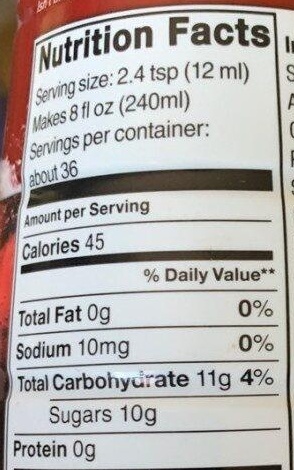 Nutrition Facts
Serving size: 2.4 tsp (12 ml)
Makes 8 fl oz (240ml)
Servings per container:
about 36
Amount per Serving
Calories 45
% Daily Value**
Total Fat 0g 0%
Sodium 10mg 0%
Total Carbohydrate 11g 4%
Sugars 10g
Protein 0g